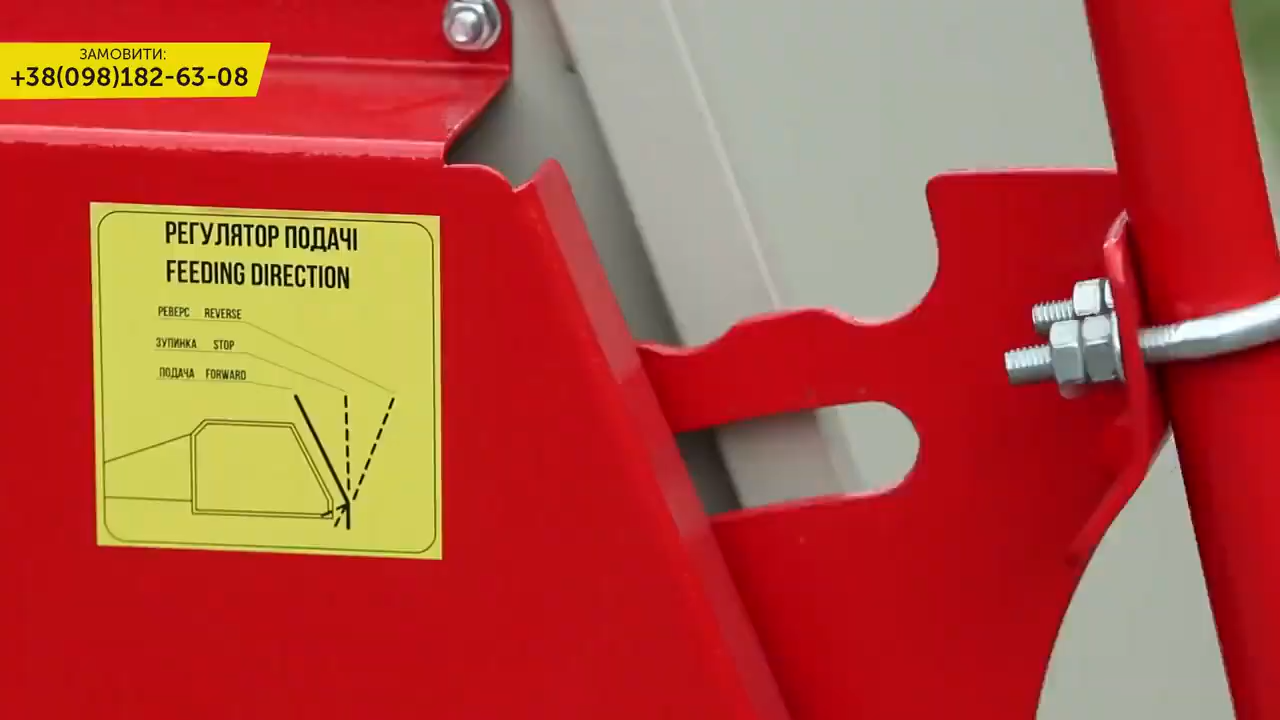 ЗАМОВИТИ:
+38(098)182-63-08
РЕГУЛЯТОР ПОДАЧІ
FEEDING DIRECTION
РЕВЕРС REVERSE
ЗУПИНКА STOP
ПОДАЧА FORWARD